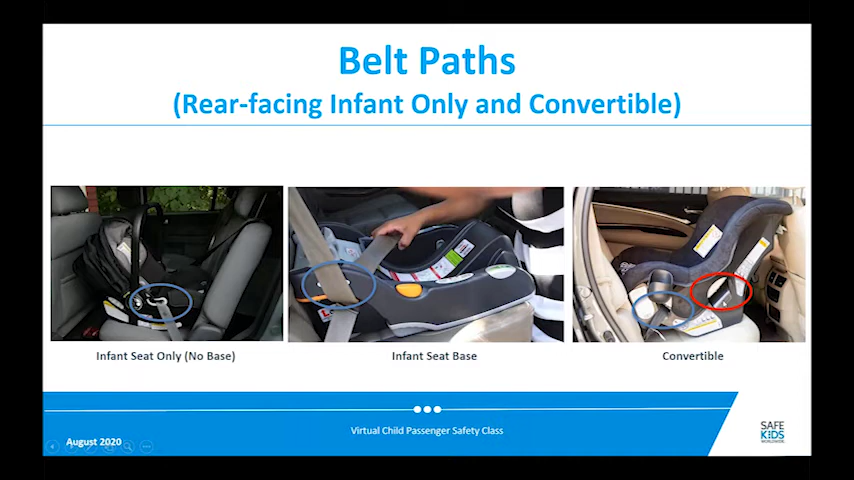 Belt Paths
(Rear-facing Infant Only and Convertible)
Infant Seat Only (No Base)
Infant Seat Base
Convertible
August 2020
Virtual Child Passenger Safety Class
SAFE
KIDS
WORLDWIDE